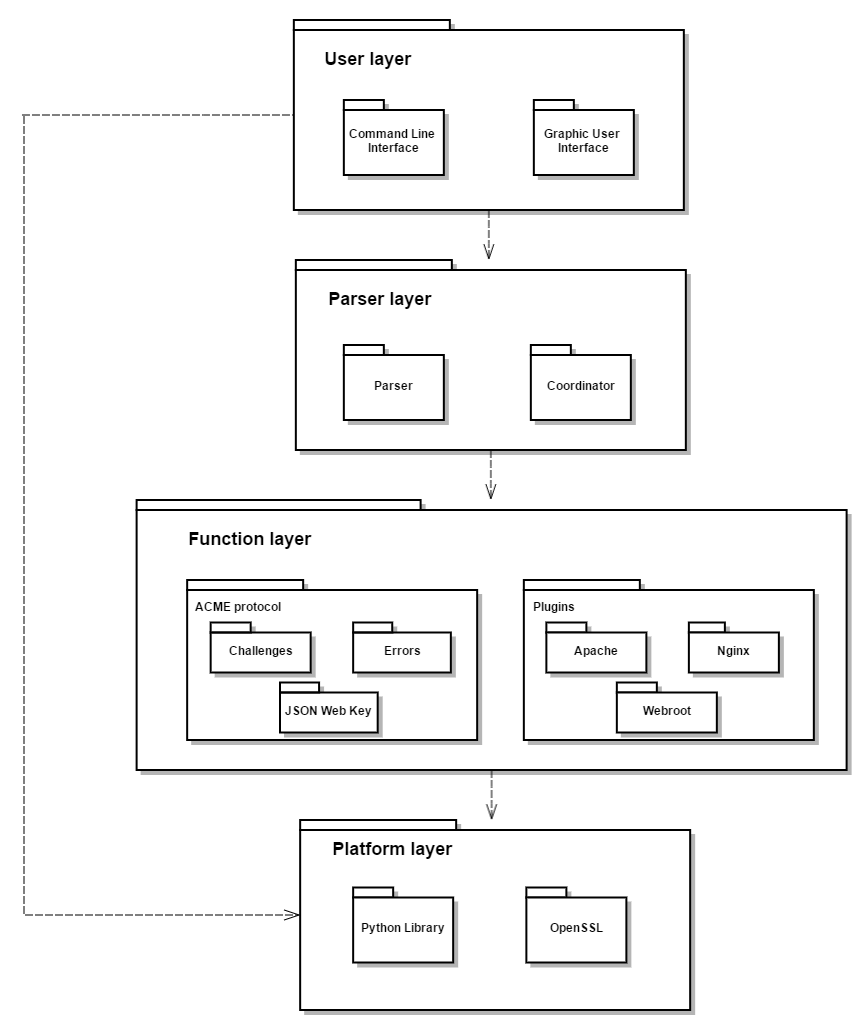 User layer
Command Line
Interface
Graphic User
Interface
Parser layer
Parser
Coordinator
Function layer
ACME protocol
Challenges
Errors
JSON Web Key
Plugins
Apache
Nginx
Webroot
Platform layer
Python Library
OpenSSL